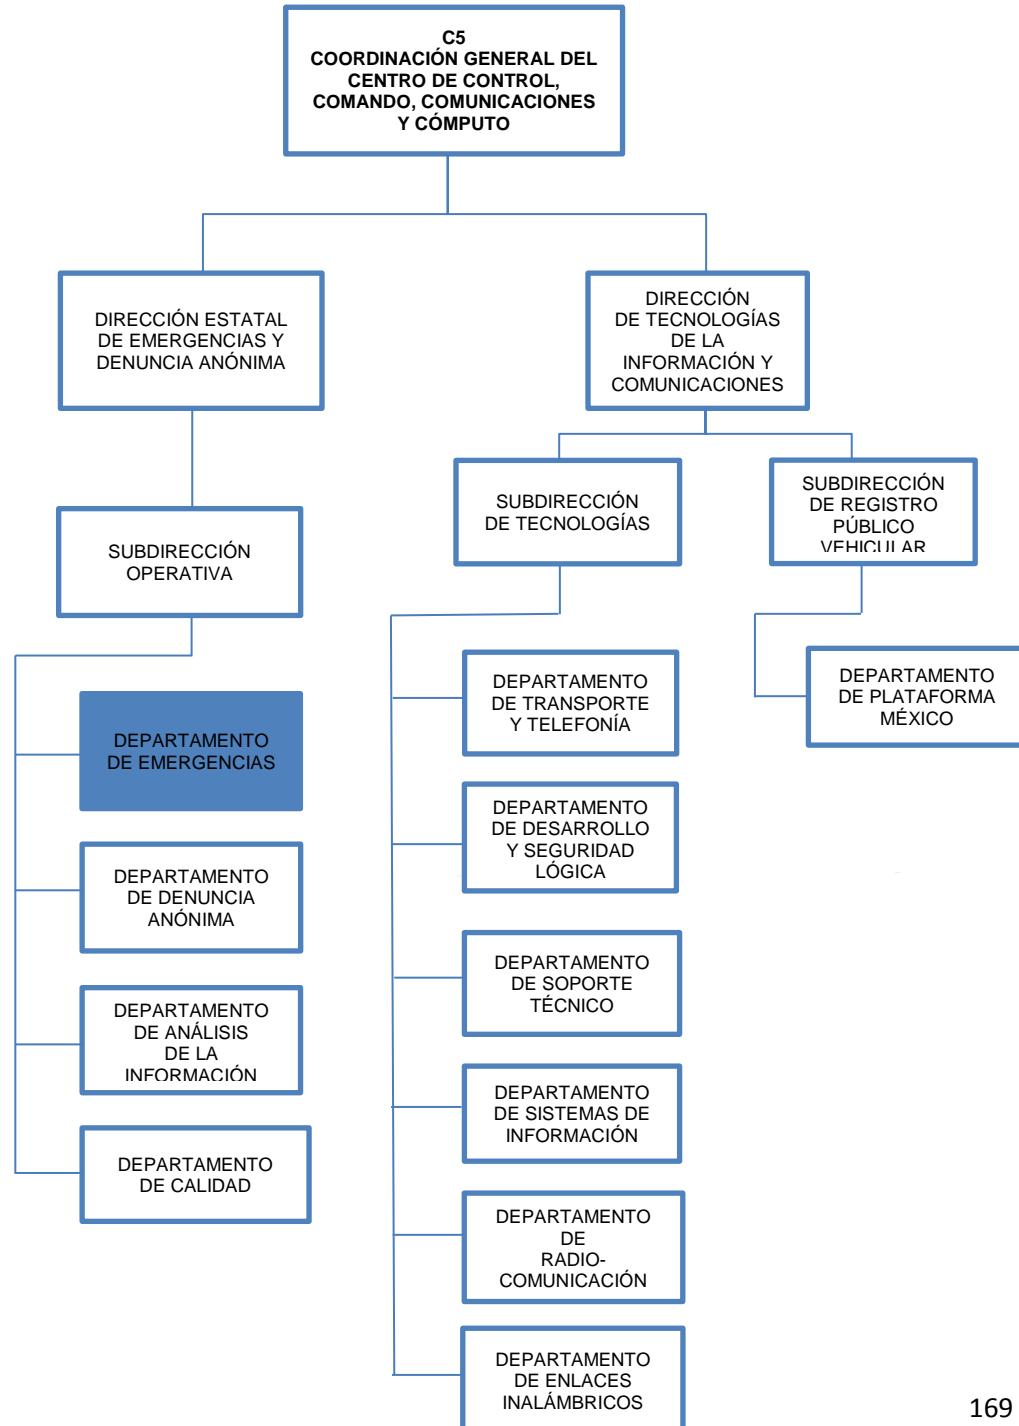 C5
COORDINACIÓN GENERAL DEL
CENTRO DE CONTROL,
COMANDO, COMUNICACIONES
Y CÓMPUTO
DIRECCIÓN ESTATAL
DE EMERGENCIAS Y
DENUNCIA ANÓNIMA
DIRECCIÓN
DE TECNOLOGÍAS
DE LA
INFORMACIÓN Y
COMUNICACIONES
SUBDIRECCIÓN
OPERATIVA
SUBDIRECCIÓN
DE TECNOLOGÍAS
SUBDIRECCIÓN
DE REGISTRO
PÚBLICO
VEHICULAR
DEPARTAMENTO
DE EMERGENCIAS
DEPARTAMENTO
DE DENUNCIA
ANÓNIMA
DEPARTAMENTO
DE ANÁLISIS
DE LA
INFORMACIÓN
DEPARTAMENTO
DE CALIDAD
DEPARTAMENTO
DE TRANSPORTE
Y TELEFONÍA
DEPARTAMENTO
DE DESARROLLO
Y SEGURIDAD
LÓGICA
DEPARTAMENTO
DE SOPORTE
TÉCNICO
DEPARTAMENTO
DE SISTEMAS DE
INFORMACIÓN
DEPARTAMENTO
DE
RADIO-
COMUNICACIÓN
DEPARTAMENTO
DE ENLACES
INALÁMBRICOS
DEPARTAMENTO
DE PLATAFORMA
MÉXICO
169